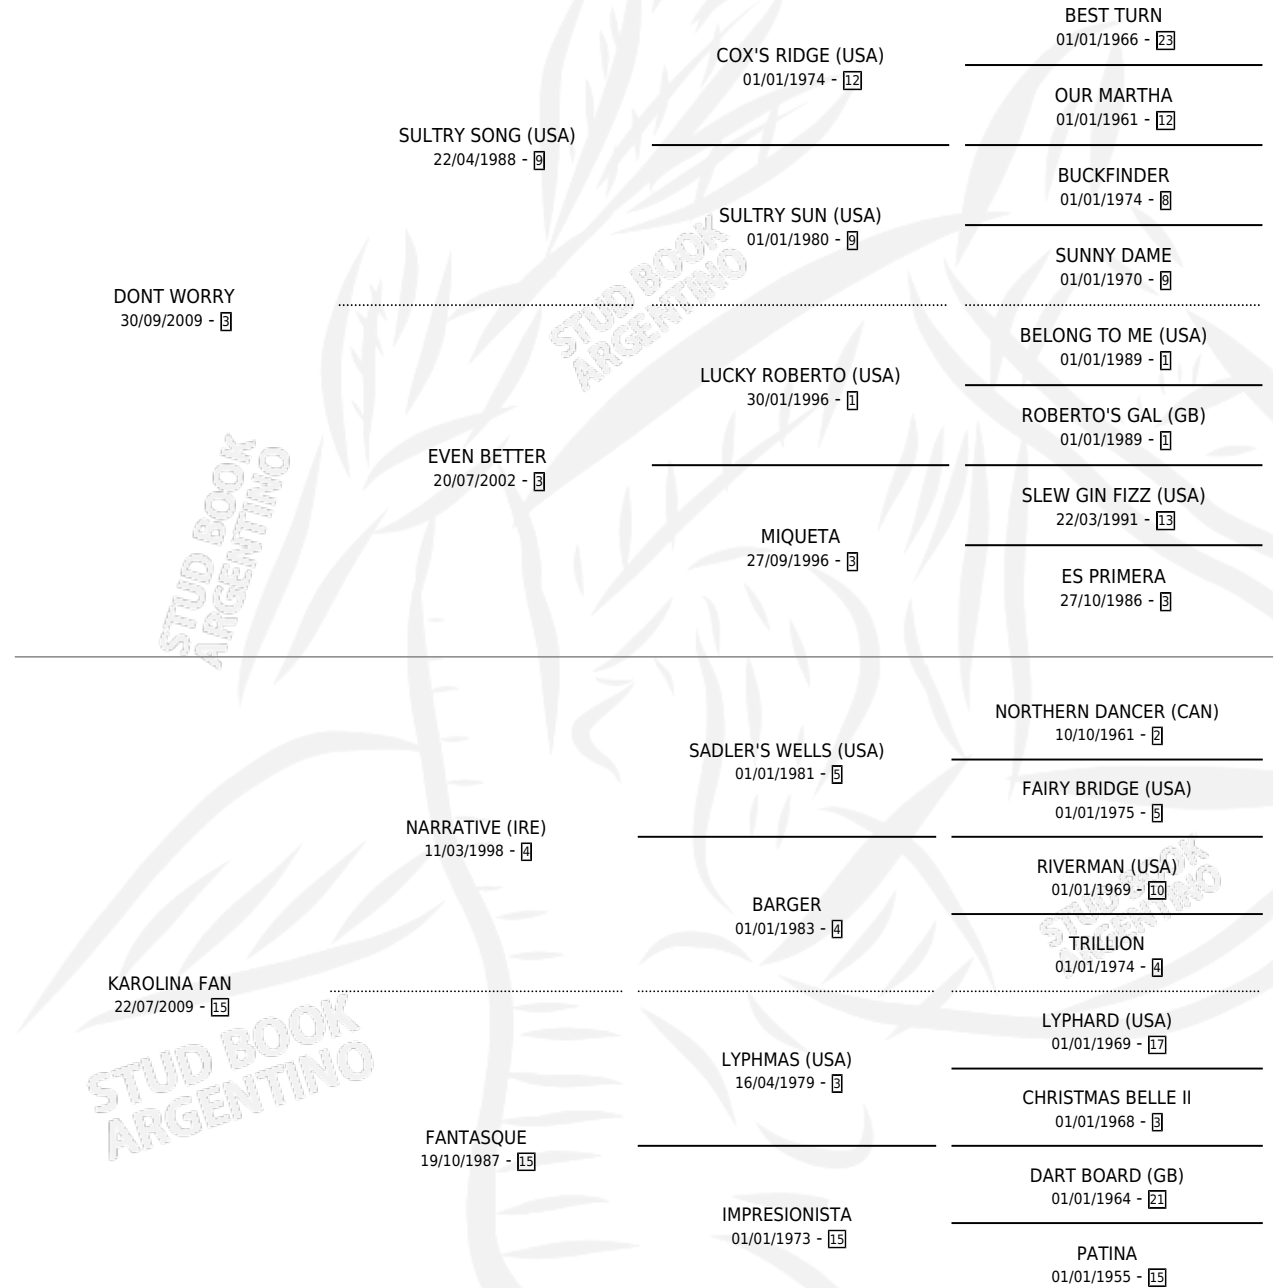 BEST TURN
01/01/1966 - 23
COX'S RIDGE (USA)
01/01/1974 - 12
OUR MARTHA
01/01/1961 - 12
SULTRY SONG (USA)
22/04/1988 - 9
BUCKFINDER
01/01/1974 - 8
SULTRY SUN (USA)
01/01/1980 - 9
SUNNY DAME
01/01/1970 - 9
DONT WORRY
30/09/2009 - 3
STUD BOOK
ARGENTINO
BELONG TO ME (USA)
01/01/1989 - 1
LUCKY ROBERTO (USA)
30/01/1996 - 1
ROBERTO'S GAL (GB)
01/01/1989 - 1
EVEN BETTER
20/07/2002 - 3
SLEW GIN FIZZ (USA)
22/03/1991 - 13
MIQUETA
27/09/1996 - 3
ES PRIMERA
27/10/1986 - 3
STUD BOOK
ARGENTINO
NORTHERN DANCER (CAN)
10/10/1961 - 2
SADLER'S WELLS (USA)
01/01/1981 - 5
FAIRY BRIDGE (USA)
01/01/1975 - 5
NARRATIVE (IRE)
11/03/1998 - 4
RIVERMAN (USA)
01/01/1969 - 10
BARGER
01/01/1983 - 4
STUD BOOK
ARGENTINO
TRILLION
01/01/1974 - 4
KAROLINA FAN
22/07/2009 - 15
LYPHARD (USA)
01/01/1969 - 17
LYPHMAS (USA)
16/04/1979 - 3
CHRISTMAS BELLE II
01/01/1968 - 3
STUD BOOK
ARGENTINO
FANTASQUE
19/10/1987 - 15
DART BOARD (GB)
01/01/1964 - 21
IMPRESIONISTA
01/01/1973 - 15
PATINA
01/01/1955 - 15